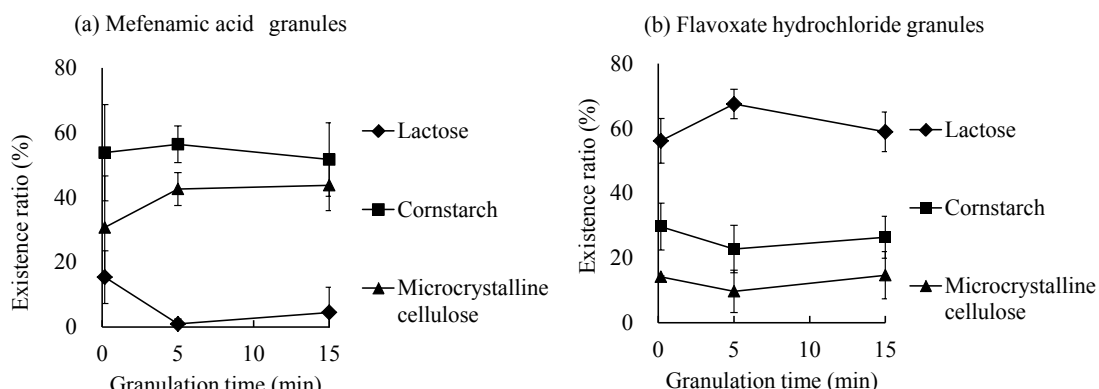 (a) Mefenamic acid granules
80
60
40
20
0
0 5 10 15
Existence ratio (%)
Granulation time (min)
Lactose
Cornstarch
Microcrystalline
cellulose
(b) Flavoxate hydrochloride granules
80
60
40
20
0
0 5 10 15
Existence ratio (%)
Granulation time (min)
Lactose
Cornstarch
Microcrystalline
cellulose